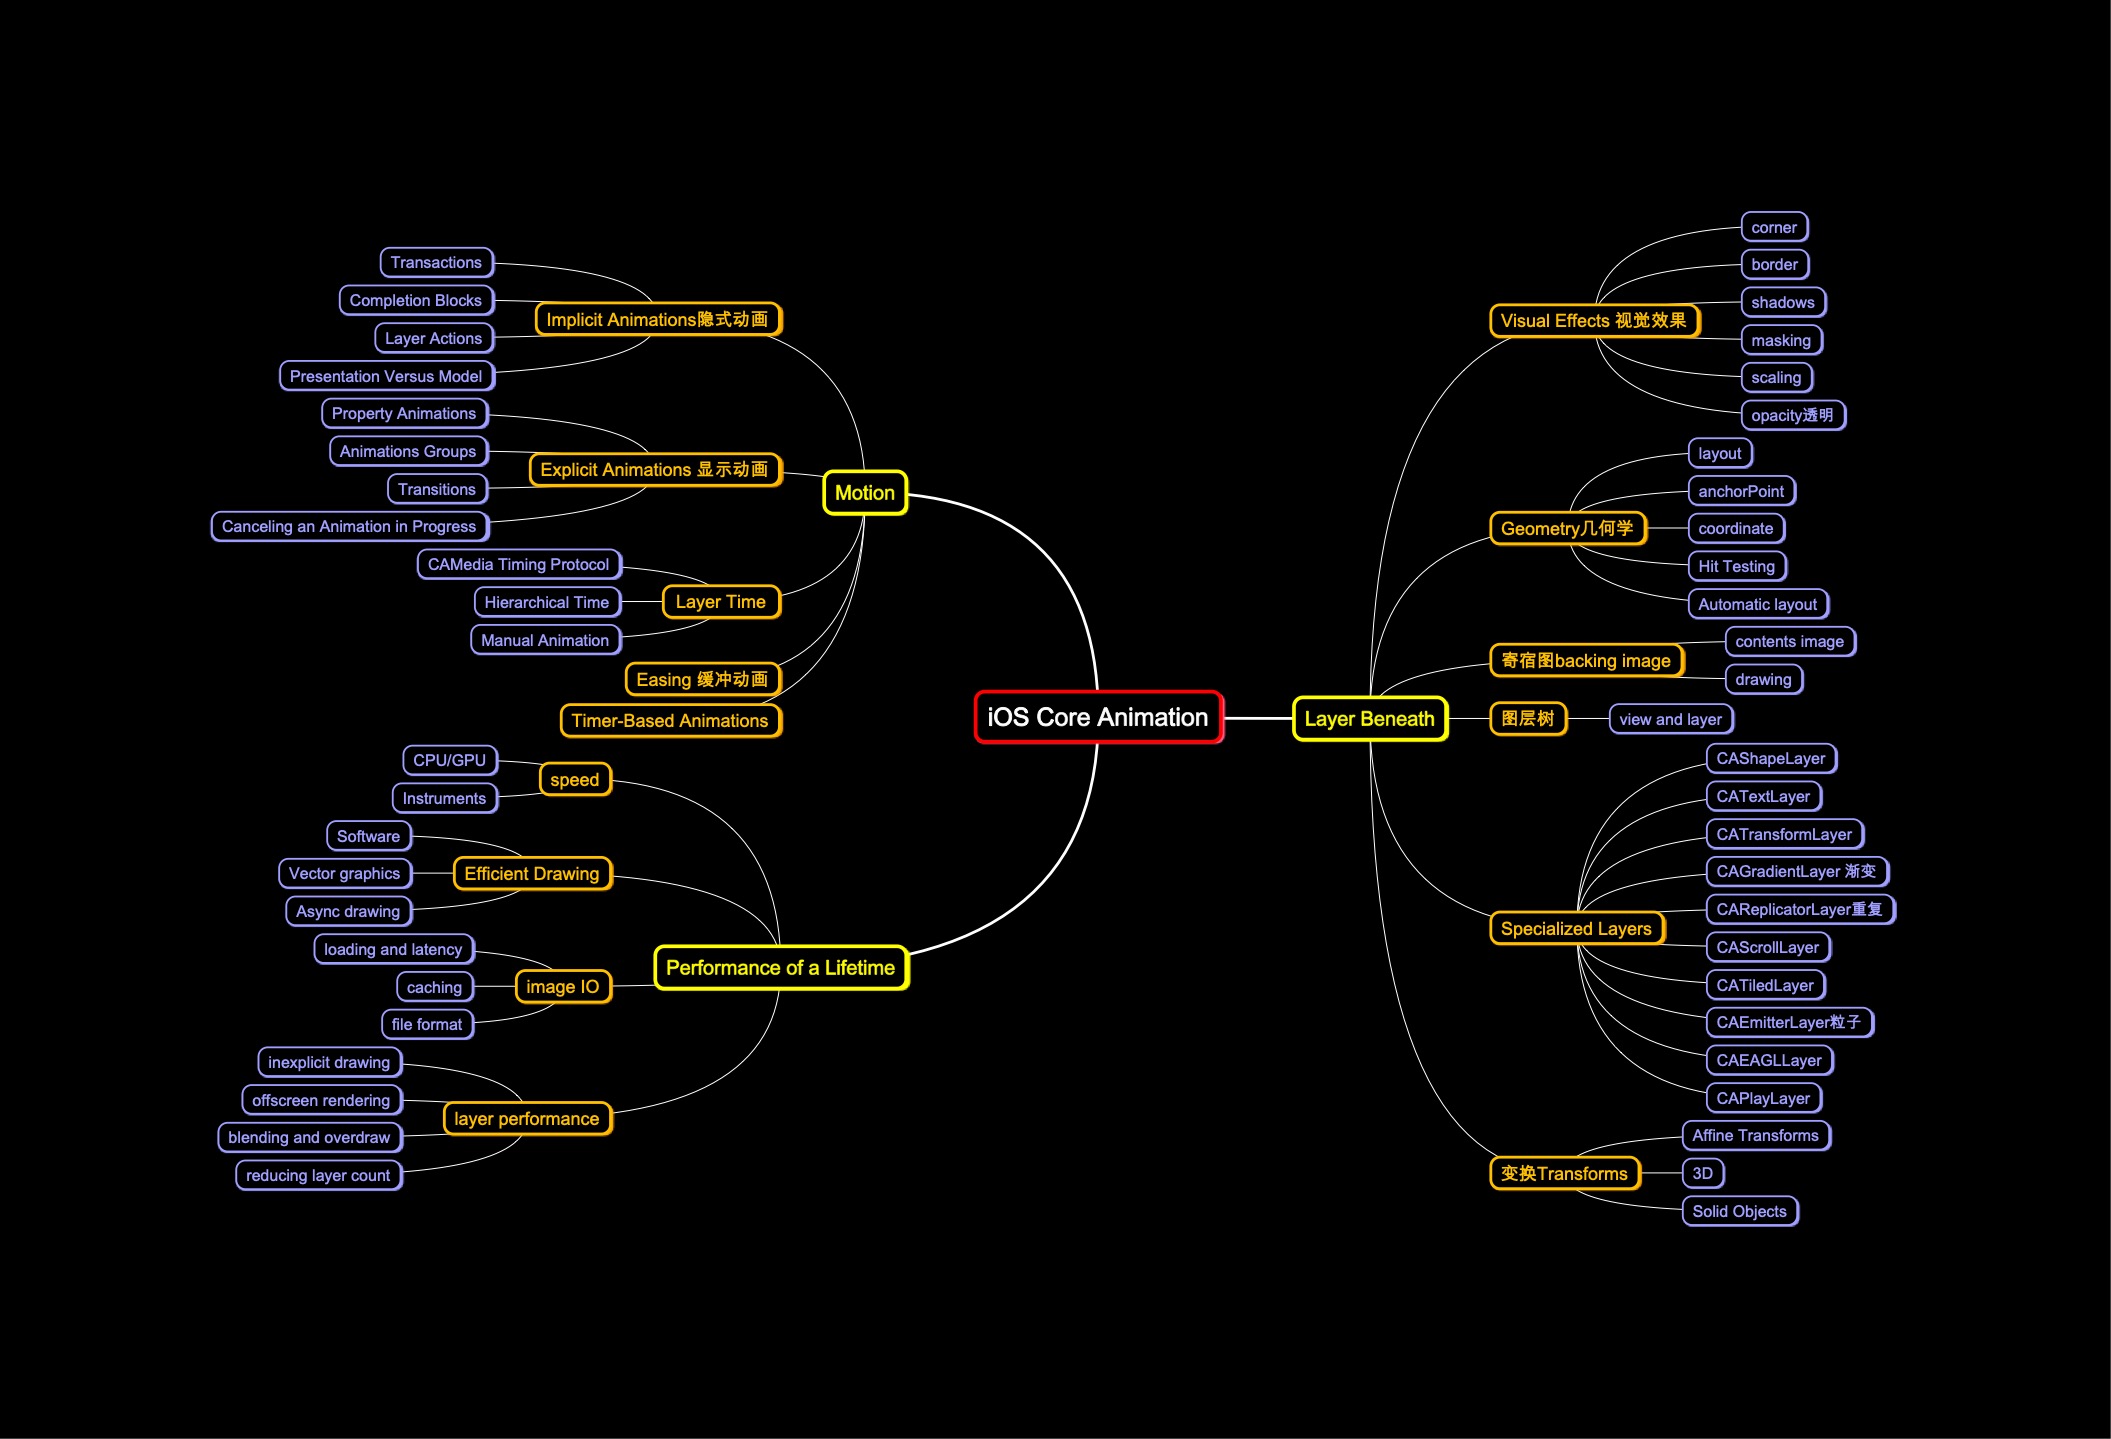 iOS Core Animation
Motion
Implicit Animations隐式动画
Transactions
Completion Blocks
Layer Actions
Presentation Versus Model
Explicit Animations 显示动画
Property Animations
Animations Groups
Transitions
Canceling an Animation in Progress
Layer Time
CAMedia Timing Protocol
Hierarchical Time
Manual Animation
Easing 缓冲动画
Timer-Based Animations
Performance of a Lifetime
speed
CPU/GPU
Instruments
Efficient Drawing
Software
Vector graphics
Async drawing
image IO
loading and latency
caching
file format
layer performance
inexplicit drawing
offscreen rendering
blending and overdraw
reducing layer count
Layer Beneath
Visual Effects 视觉效果
corner
border
shadows
masking
scaling
opacity透明
Geometry几何学
layout
anchorPoint
coordinate
Hit Testing
Automatic layout
寄宿图backing image
contents image
drawing
图层树
view and layer
Specialized Layers
CAShapeLayer
CATextLayer
CATransformLayer
CAGradientLayer 渐变
CAReplicatorLayer重复
CAScrollLayer
CATiledLayer
CAEmitterLayer粒子
CAEAGLLayer
CAPlayLayer
变换Transforms
Affine Transforms
3D
Solid Objects